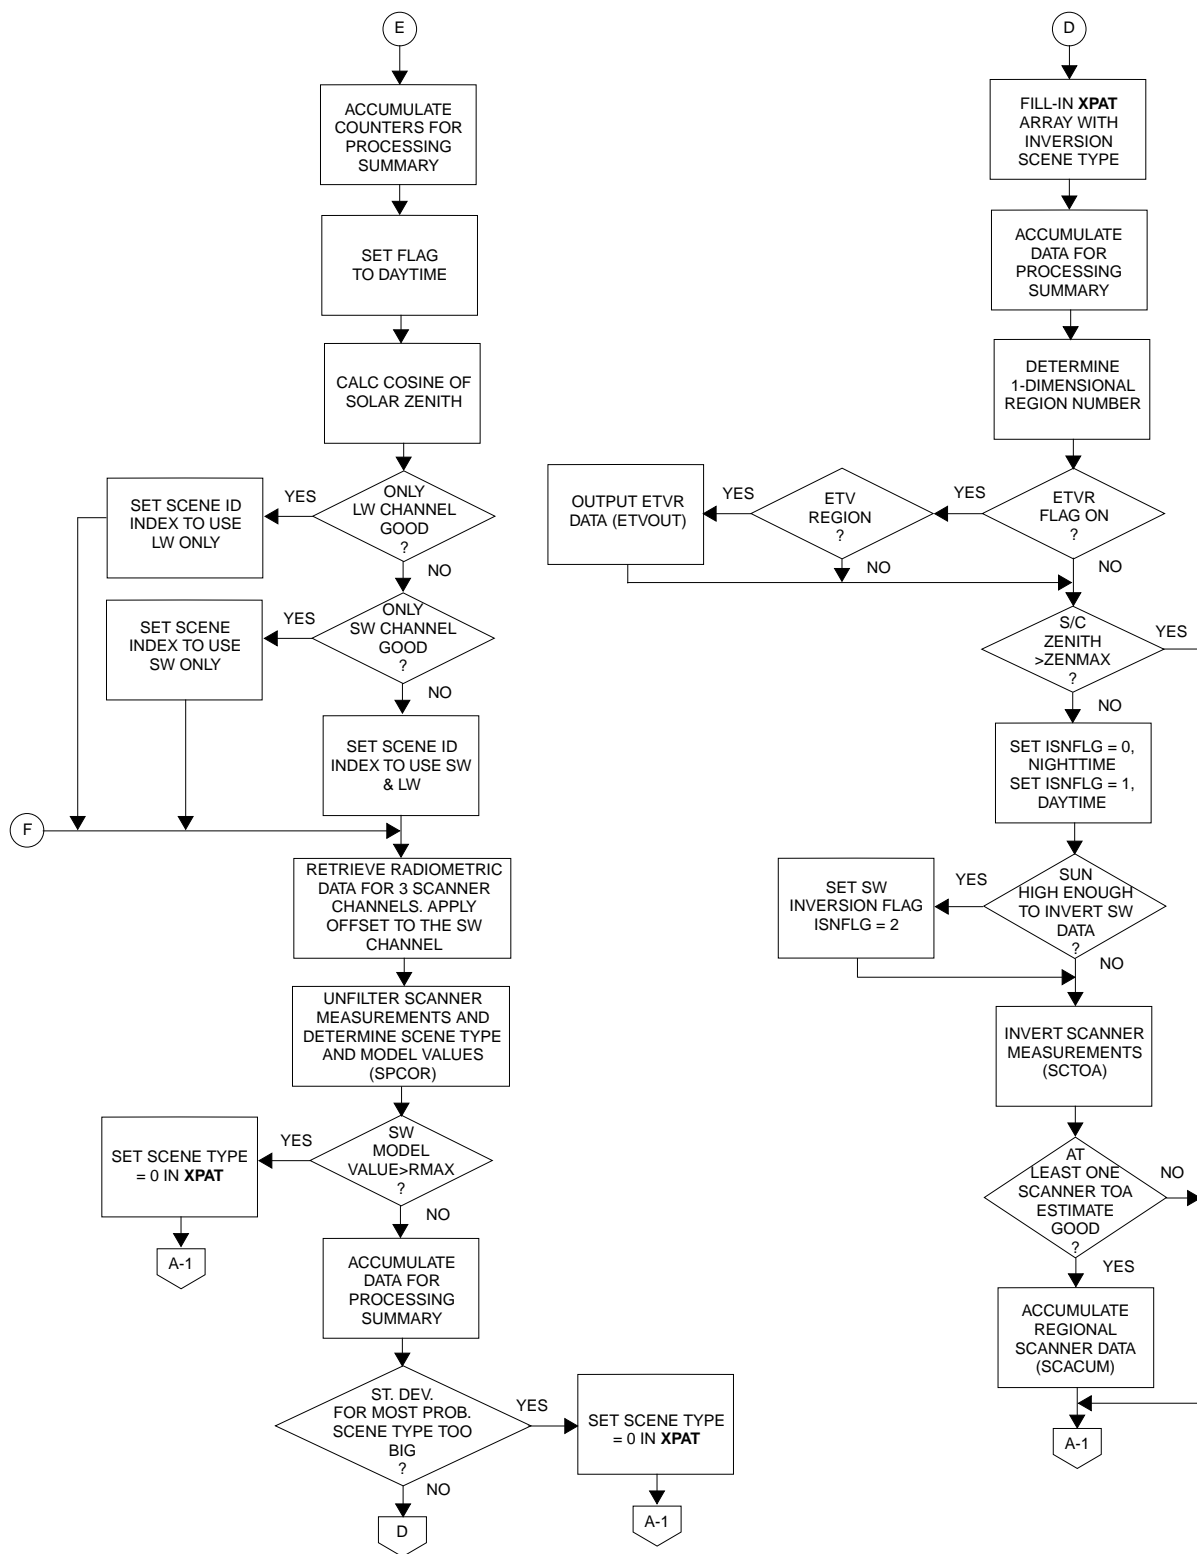 E
ACCUMULATE
COUNTERS FOR
PROCESSING
SUMMARY
SET FLAG
TO DAYTIME
CALC COSINE OF
SOLAR ZENITH
ONLY
LW CHANNEL
GOOD
?
YES
NO
SET SCENE ID
INDEX TO USE
LW ONLY
ONLY
SW CHANNEL
GOOD
?
YES
NO
SET SCENE
INDEX TO USE
SW ONLY
SET SCENE ID
INDEX TO USE SW
& LW
F
RETRIEVE RADIOMETRIC
DATA FOR 3 SCANNER
CHANNELS. APPLY
OFFSET TO THE SW
CHANNEL
UNFILTER SCANNER
MEASUREMENTS AND
DETERMINE SCENE TYPE
AND MODEL VALUES
(SPCOR)
SW
MODEL
VALUE>RMAX
?
YES
NO
SET SCENE TYPE
= 0 IN XPAT
A-1
ACCUMULATE
DATA FOR
PROCESSING
SUMMARY
ST. DEV.
FOR MOST PROB.
SCENE TYPE TOO
BIG
?
YES
NO
SET SCENE TYPE
= 0 IN XPAT
A-1
D
D
FILL-IN XPAT
ARRAY WITH
INVERSION
SCENE TYPE
ACCUMULATE
DATA FOR
PROCESSING
SUMMARY
DETERMINE
1-DIMENSIONAL
REGION NUMBER
ETVR
FLAG ON
?
YES
NO
ETV
REGION
?
YES
NO
OUTPUT ETVR
DATA (ETVOUT)
S/C
ZENITH
>ZENMAX
?
YES
NO
SET ISNFLG = 0,
NIGHTTIME
SET ISNFLG = 1,
DAYTIME
SUN
HIGH ENOUGH
TO INVERT SW
DATA
?
YES
NO
SET SW
INVERSION FLAG
ISNFLG = 2
INVERT SCANNER
MEASUREMENTS
(SCTOA)
AT
LEAST ONE
SCANNER TOA
ESTIMATE
GOOD
?
NO
YES
ACCUMULATE
REGIONAL
SCANNER DATA
(SCACUM)
A-1